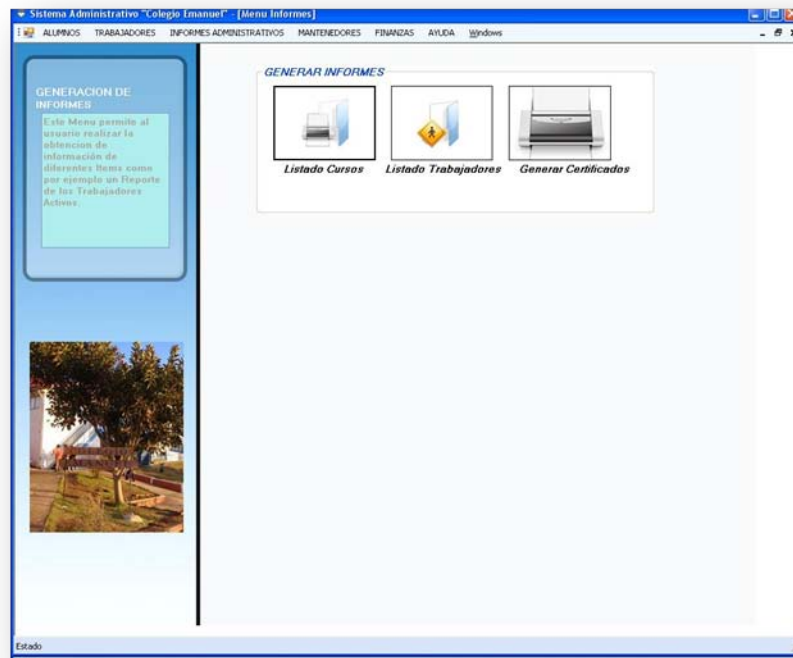 Sistema Administrativo "Colegio Emanuel" - [Menu Informes]
ALUMNOS TRABAJADORES INFORMES ADMINISTRATIVOS MANTENEDORES FINANZAS AYUDA Windows
GENERACION DE
INFORMES
Este Menu permite al
usuario realizar la
obtencion de
información de
diferentes Items como
por ejemplo un Reporte
de los Trabajadores
Activos.
GENERAR INFORMES
Listado Cursos Listado Trabajadores Generar Certificados
Estado